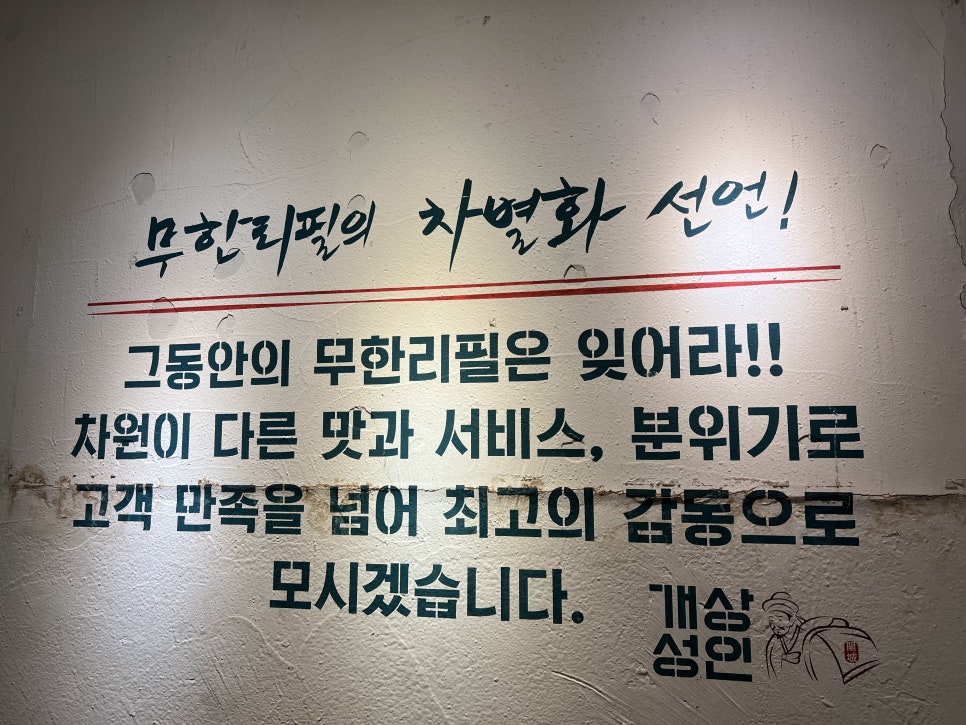 무한리필의 차별화 선언!
그동안의 무한리필은 잊어라!!
차원이 다른 맛과 서비스, 분위기로
고객 만족을 넘어 최고의 감동으로
모시겠습니다.
개상
성인
開城